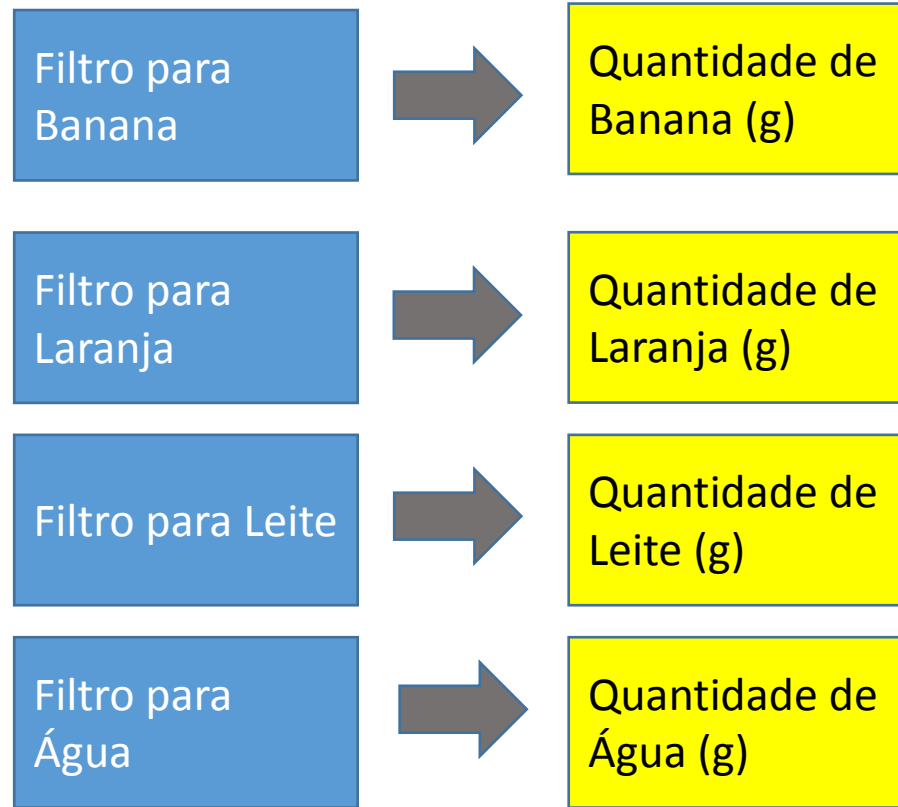 Filtro para
Banana
Quantidade de
Banana (g)
Filtro para
Laranja
Quantidade de
Laranja (g)
Filtro para Leite
Quantidade de
Leite (g)
Filtro para
Água
Quantidade de
Água (g)